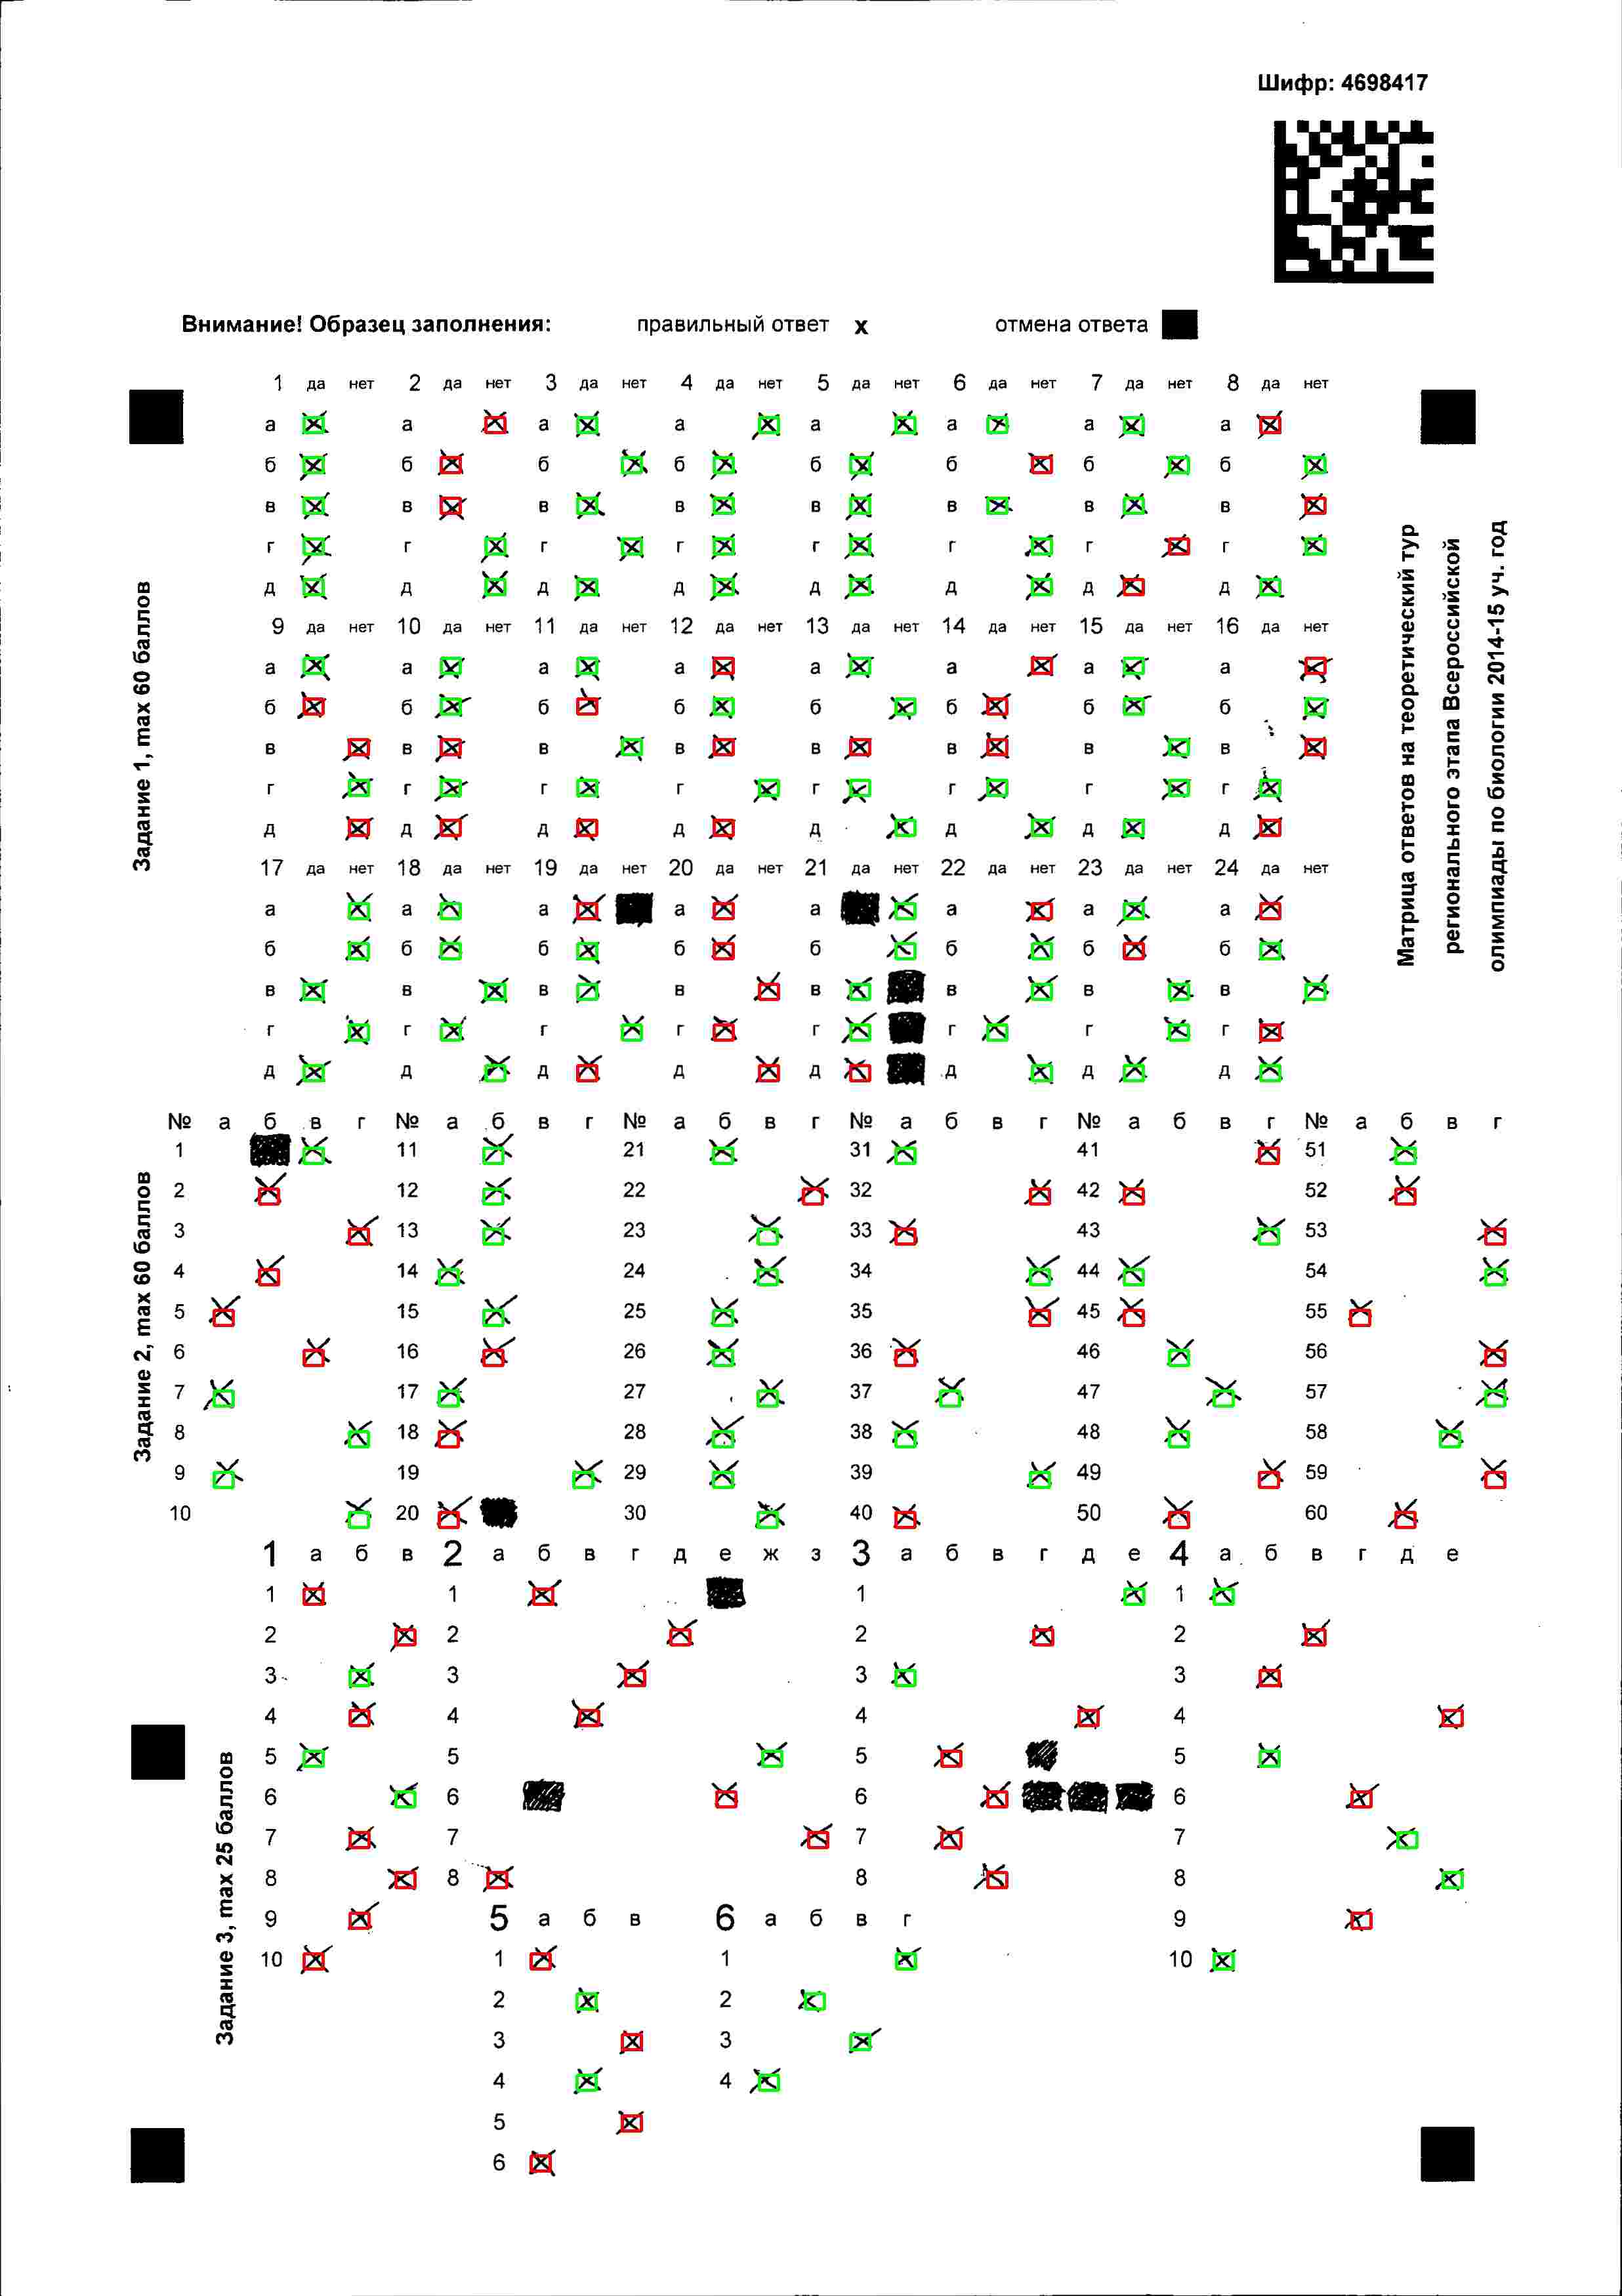 Шифр: 4698417
Внимание! Образец заполнения: правильный ответ x отмена ответа
Задание 1, max 60 баллов
1 да нет 2 да нет 3 да нет 4 да нет 5 да нет 6 да нет 7 да нет 8 да нет
а а а а а а а а
б б б б б б б б
в в в в в в в в
г г г г г г г г
д д д д д д д д
9 да нет 10 да нет 11 да нет 12 да нет 13 да нет 14 да нет 15 да нет 16 да нет
а а а а а а а а
б б б б б б б б
в в в в в в в в
г г г г г г г г
д д д д д д д д
17 да нет 18 да нет 19 да нет 20 да нет 21 да нет 22 да нет 23 да нет 24 да нет
а а а а а а а а
б б б б б б б б
в в в в в в в в
г г г г г г г г
д д д д д д д д
Матрица ответов на теоретический тур
регионального этапа Всероссийской
олимпиады по биологии 2014-15 уч. год
Задание 2, max 60 баллов
№ а б в г № а б в г № а б в г № а б в г № а б в г № а б в г
1 11 21 31 41 51
2 12 22 32 42 52
3 13 23 33 43 53
4 14 24 34 44 54
5 15 25 35 45 55
6 16 26 36 46 56
7 17 27 37 47 57
8 18 28 38 48 58
9 19 29 39 49 59
10 20 30 40 50 60
Задание 3, max 25 баллов
1 а б в 2 а б в г д е ж з 3 а б в г д е 4 а б в г д е
1 1 1 1
2 2 2 2
3 3 3 3
4 4 4 4
5 5 5 5
6 6 6 6
7 7 7 7
8 8 8 8
9 5 а б в 6 а б в г 9
10 1 1 10
2 2
3 3
4 4
5
6